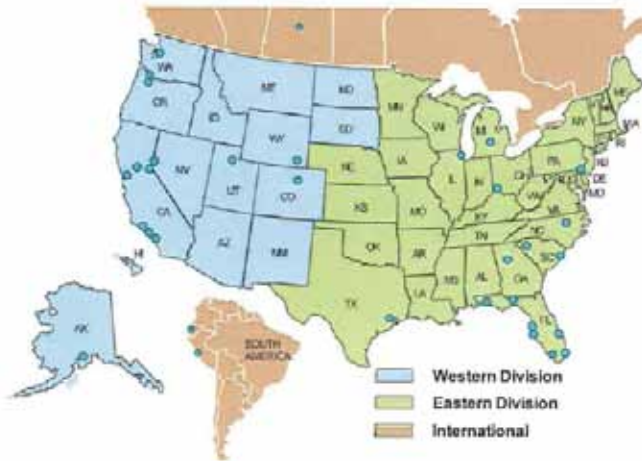 WA
OR
ID
MT
ND
SD
WY
NV
UT
CO
CA
AZ
NM
MN
WI
MI
IA
NE
KS
MO
OK
AR
TX
LA
IL
IN
OH
KY
TN
MS
AL
GA
SC
NC
VA
WV
PA
NY
ME
MA
RI
NJ
DE
MD
FL
HI
AK
SOUTH
AMERICA
Western Division
Eastern Division
International